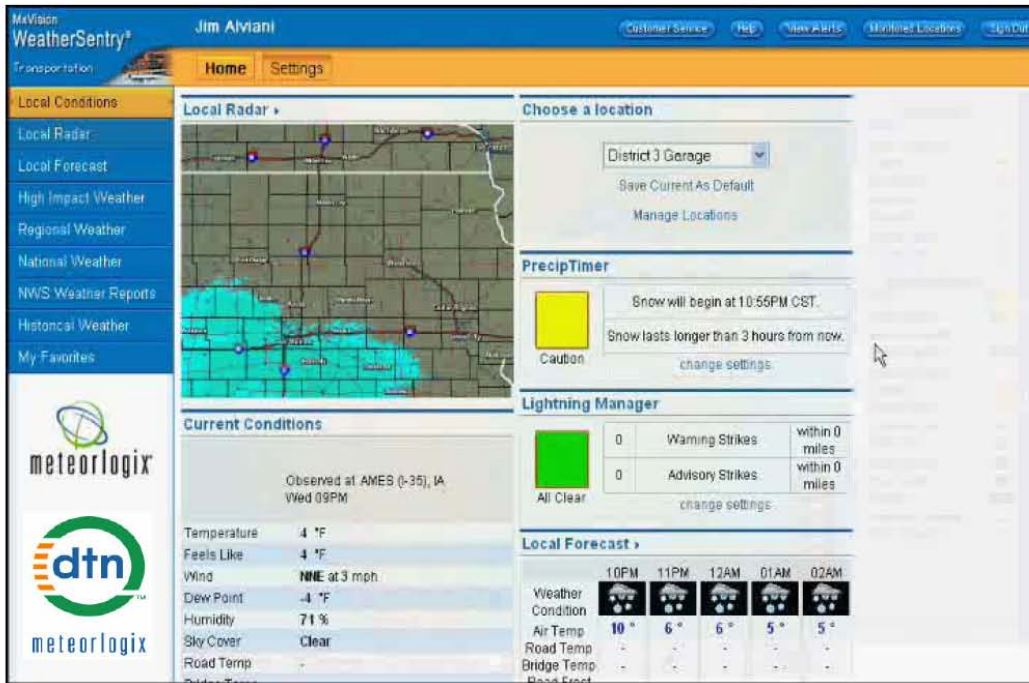 MxVision
WeatherSentry®
Transportation
Jim Alviani
Customer Service
Help
View Alerts
Monitored Locations
Sign Out
Home
Settings
Local Conditions
Local Radar
Local Forecast
High Impact Weather
Regional Weather
National Weather
NWS Weather Reports
Historical Weather
My Favorites
meteorlogix
dtn
meteorlogix
Local Radar
Current Conditions
Observed at AMES (I-35), IA
Wed 09PM
Temperature 4 °F
Feels Like 4 °F
Wind NNE at 3 mph
Dew Point -4 °F
Humidity 71 %
Sky Cover Clear
Road Temp -
Choose a location
District 3 Garage
Save Current As Default
Manage Locations
PrecipTimer
Caution
Snow will begin at 10:55PM CST.
Snow lasts longer than 3 hours from now.
change settings
Lightning Manager
All Clear
0 Warning Strikes within 0 miles
0 Advisory Strikes within 0 miles
change settings
Local Forecast
10PM 11PM 12AM 01AM 02AM
Weather Condition
Air Temp 10 ° 6 ° 6 ° 5 ° 5 °
Road Temp - - - - -
Bridge Temp - - - - -
Road Frost